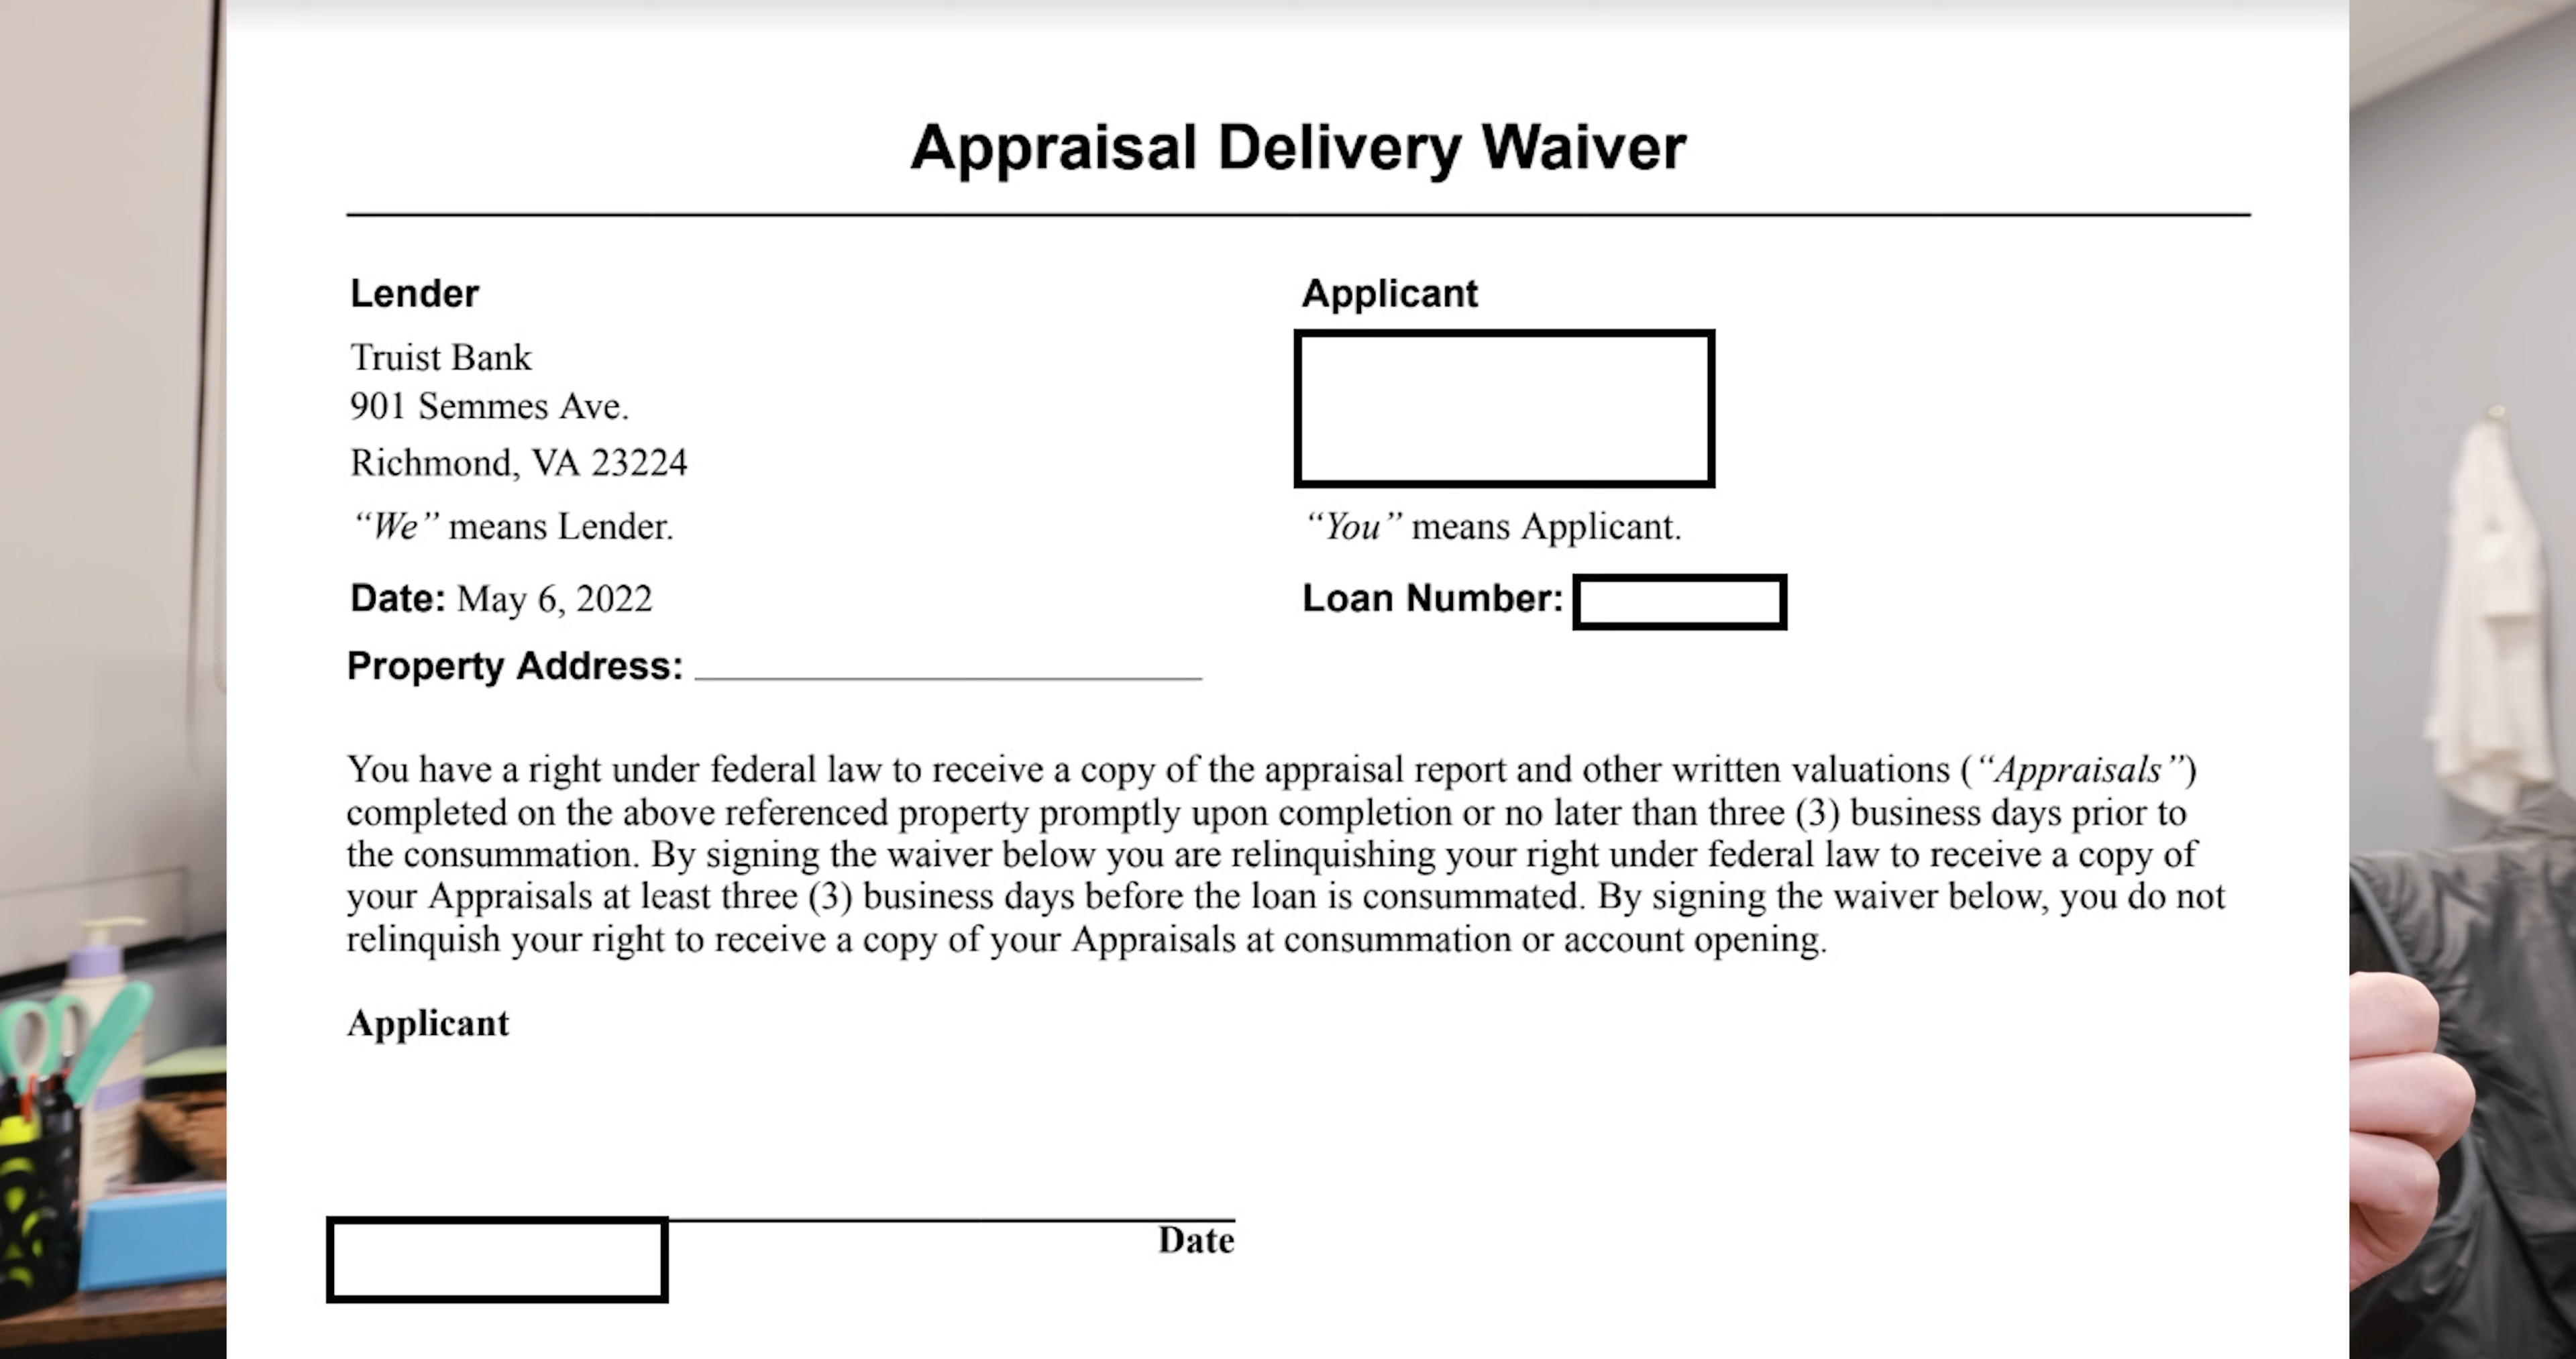 Appraisal Delivery Waiver
Lender
Truist Bank
901 Semmes Ave.
Richmond, VA 23224
“We” means Lender.
Date: May 6, 2022
Property Address:
Applicant
“You” means Applicant.
Loan Number:
You have a right under federal law to receive a copy of the appraisal report and other written valuations (“Appraisals”)
completed on the above referenced property promptly upon completion or no later than three (3) business days prior to
the consummation. By signing the waiver below you are relinquishing your right under federal law to receive a copy of
your Appraisals at least three (3) business days before the loan is consummated. By signing the waiver below, you do not
relinquish your right to receive a copy of your Appraisals at consummation or account opening.
Applicant
Date